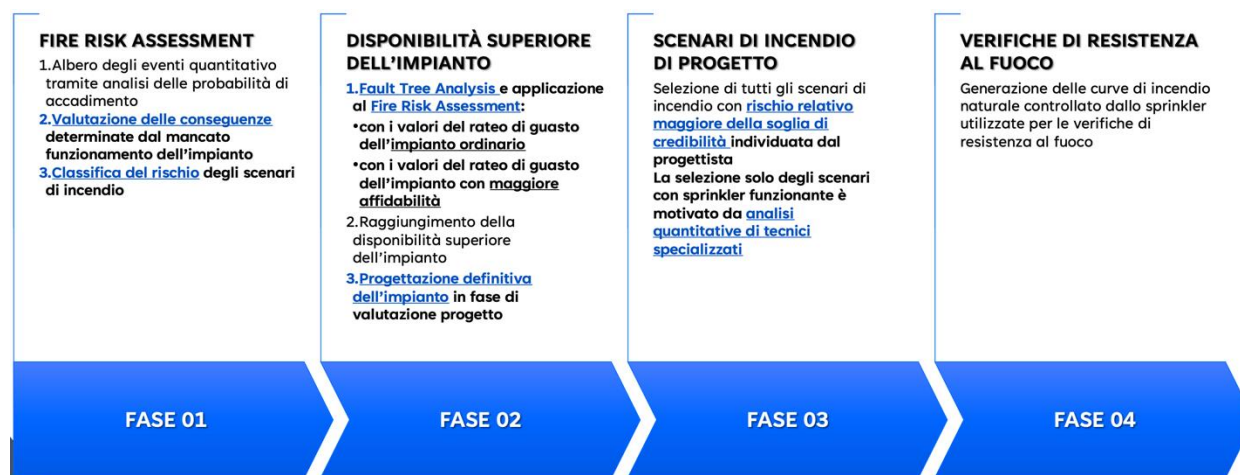 FIRE RISK ASSESSMENT
1.Albero degli eventi quantitativo
tramite analisi delle probabilità di
accadimento
2.Valutazione delle conseguenze
determinate dal mancato
funzionamento dell'impianto
3.Classifica del rischio degli scenari
di incendio
DISPONIBILITÀ SUPERIORE
DELL'IMPIANTO
1.Fault Tree Analysis e applicazione
al Fire Risk Assessment:
•con i valori del rateo di guasto
dell'impianto ordinario
•con i valori del rateo di guasto
dell'impianto con maggiore
affidabilità
2.Raggiungimento della
disponibilità superiore
dell'impianto
3.Progettazione definitiva
dell'impianto in fase di
valutazione progetto
SCENARI DI INCENDIO
DI PROGETTO
Selezione di tutti gli scenari di
incendio con rischio relativo
maggiore della soglia di
credibilità individuata dal
progettista
La selezione solo degli scenari
con sprinkler funzionante è
motivato da analisi
quantitative di tecnici
specializzati
VERIFICHE DI RESISTENZA
AL FUOCO
Generazione delle curve di incendio
naturale controllato dallo sprinkler
utilizzate per le verifiche di
resistenza al fuoco
FASE 01
FASE 02
FASE 03
FASE 04